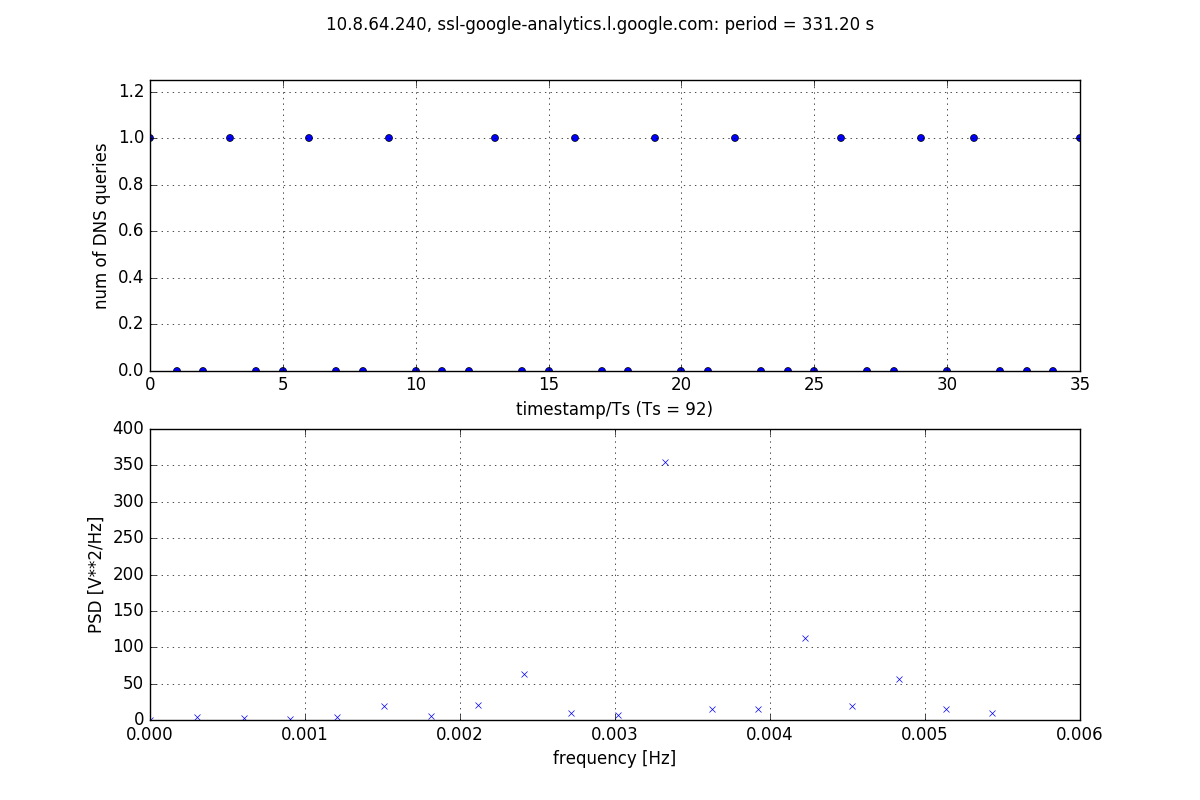 10.8.64.240, ssl-google-analytics.l.google.com: period = 331.20 s
1.2
1.0
0.8
0.6
0.4
0.2
0.0
num of DNS queries
0 5 10 15 20 25 30 35
timestamp/Ts (Ts = 92)
400
350
300
250
200
150
100
50
0
PSD [V**2/Hz]
0.000 0.001 0.002 0.003 0.004 0.005 0.006
frequency [Hz]